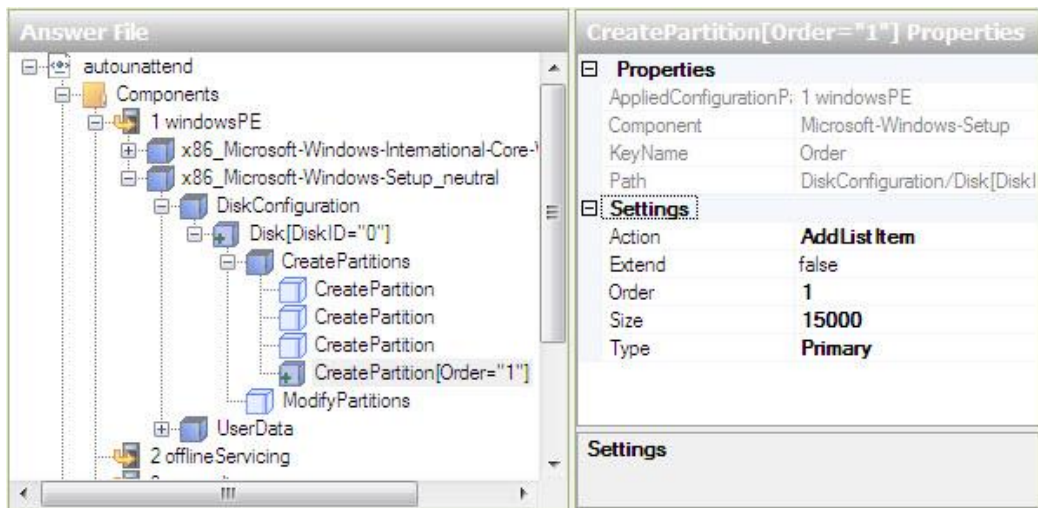 Answer File
autounattend
Components
1 windowsPE
x86_Microsoft-Windows-International-Core-
x86_Microsoft-Windows-Setup_neutral
DiskConfiguration
Disk[DiskID="0"]
CreatePartitions
CreatePartition
CreatePartition
CreatePartition
CreatePartition[Order="1"]
ModifyPartitions
UserData
2 offlineServicing
CreatePartition[Order="1"] Properties
Properties
AppliedConfigurationP 1 windowsPE
Component Microsoft-Windows-Setup
KeyName Order
Path DiskConfiguration/Disk[DiskI
Settings
Action AddListItem
Extend false
Order 1
Size 15000
Type Primary
Settings